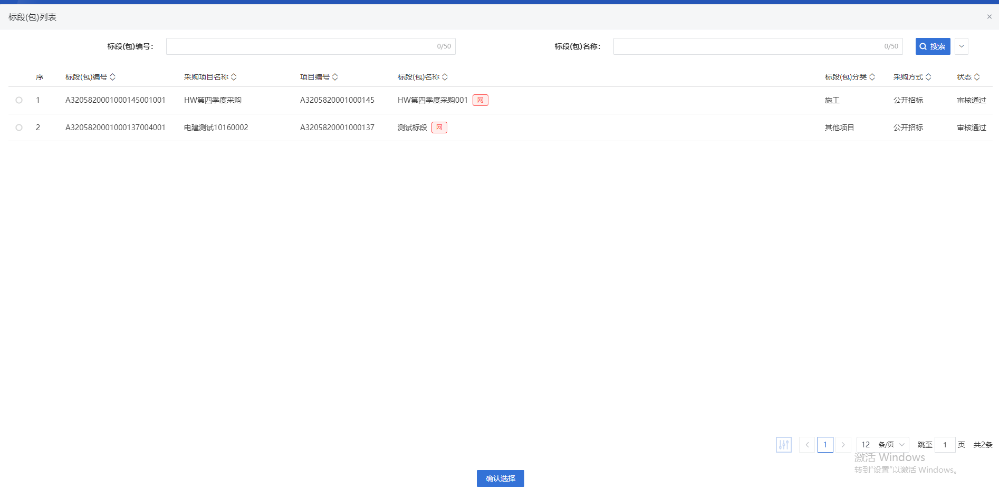 标段(包)列表
标段(包)编号： 0/50 标段(包)名称： 0/50 搜索
序 标段(包)编号 采购项目名称 项目编号 标段(包)名称 标段(包)分类 采购方式 状态
1 A3205820001000145001001 HW第四季度采购 A3205820001000145 HW第四季度采购001 网 施工 公开招标 审核通过
2 A3205820001000137004001 电建测试10160002 A3205820001000137 测试标段 网 其他项目 公开招标 审核通过
1 12 条/页 跳至 1 页 共2条
激活 Windows
转到"设置"以激活 Windows。
确认选择